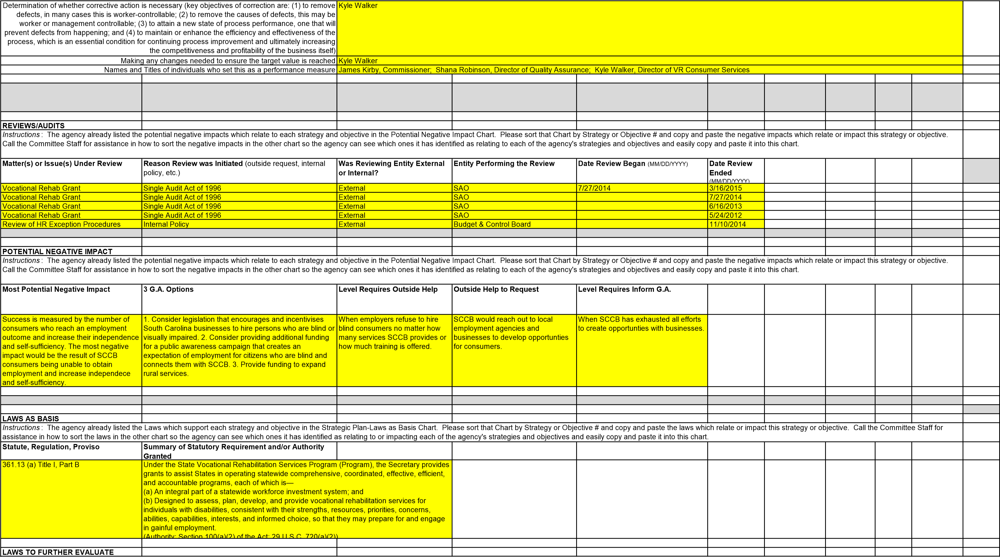 Determination of whether corrective action is necessary (key objectives of correction are: (1) to remove
defects, in many cases this is worker-controllable; (2) to remove the causes of defects, this may be
worker or management controllable; (3) to attain a new state of process performance, one that will
prevent defects from happening; and (4) to maintain or enhance the efficiency and effectiveness of the
process, which is an essential condition for continuing process improvement and ultimately increasing
the competitiveness and profitability of the business itself)
Kyle Walker
Making any changes needed to ensure the target value is reached
Kyle Walker
Names and Titles of individuals who set this as a performance measure
James Kirby, Commissioner;  Shana Robinson, Director of Quality Assurance;  Kyle Walker, Director of VR Consumer Services
REVIEWS/AUDITS
Instructions :  The agency already listed the potential negative impacts which relate to each strategy and objective in the Potential Negative Impact Chart.  Please sort that Chart by Strategy or Objective # and copy and paste the negative impacts which relate or impact this strategy or objective.
Call the Committee Staff for assistance in how to sort the negative impacts in the other chart so the agency can see which ones it has identified as relating to each of the agency's strategies and objectives and easily copy and paste it into this chart.
Matter(s) or Issue(s) Under Review
Reason Review was Initiated (outside request, internal
policy, etc.)
Was Reviewing Entity External
or Internal?
Entity Performing the Review
Date Review Began (MM/DD/YYYY)
Date Review
Ended
(MM/DD/YYYY)
Vocational Rehab Grant
Single Audit Act of 1996
External
SAO
7/27/2014
3/16/2015
Vocational Rehab Grant
Single Audit Act of 1996
External
SAO
7/27/2014
Vocational Rehab Grant
Single Audit Act of 1996
External
SAO
6/16/2013
Vocational Rehab Grant
Single Audit Act of 1996
External
SAO
5/24/2012
Review of HR Exception Procedures
Internal Policy
External
Budget & Control Board
11/10/2014
POTENTIAL NEGATIVE IMPACT
Instructions :  The agency already listed the potential negative impacts which relate to each strategy and objective in the Potential Negative Impact Chart.  Please sort that Chart by Strategy or Objective # and copy and paste the negative impacts which relate or impact this strategy or objective.
Call the Committee Staff for assistance in how to sort the negative impacts in the other chart so the agency can see which ones it has identified as relating to each of the agency's strategies and objectives and easily copy and paste it into this chart.
Most Potential Negative Impact
3 G.A. Options
Level Requires Outside Help
Outside Help to Request
Level Requires Inform G.A.
Success is measured by the number of
consumers who reach an employment
outcome and increase their independence
and self-sufficiency. The most negative
impact would be the result of SCCB
consumers being unable to obtain
employment and increase independece
and self-sufficiency.
1. Consider legislation that encourages and incentivises
South Carolina businesses to hire persons who are blind or
visually impaired. 2. Consider providing additional funding
for a public awareness campaign that creates an
expectation of employment for citizens who are blind and
connects them with SCCB. 3. Provide funding to expand
rural services.
When employers refuse to hire
blind consumers no matter how
many services SCCB provides or
how much training is offered.
SCCB would reach out to local
employment agencies and
businesses to develop opportunties
for consumers.
When SCCB has exhausted all efforts
to create opportunties with businesses.
LAWS AS BASIS
Instructions :  The agency already listed the Laws which support each strategy and objective in the Strategic Plan-Laws as Basis Chart.  Please sort that Chart by Strategy or Objective # and copy and paste the laws which relate or impact this strategy or objective.  Call the Committee Staff for
assistance in how to sort the laws in the other chart so the agency can see which ones it has identified as relating to or impacting each of the agency's strategies and objectives and easily copy and paste it into this chart.
Statute, Regulation, Proviso
Summary of Statutory Requirement and/or Authority
Granted
361.13 (a) Title I, Part B
Under the State Vocational Rehabilitation Services Program (Program), the Secretary provides
grants to assist States in operating statewide comprehensive, coordinated, effective, efficient,
and accountable programs, each of which is—
(a) An integral part of a statewide workforce investment system; and
(b) Designed to assess, plan, develop, and provide vocational rehabilitation services for
individuals with disabilities, consistent with their strengths, resources, priorities, concerns,
abilities, capabilities, interests, and informed choice, so that they may prepare for and engage
in gainful employment.
(Authority: Section 100(a)(2) of the Act; 29 U.S.C. 720(a)(2))
LAWS TO FURTHER EVALUATE